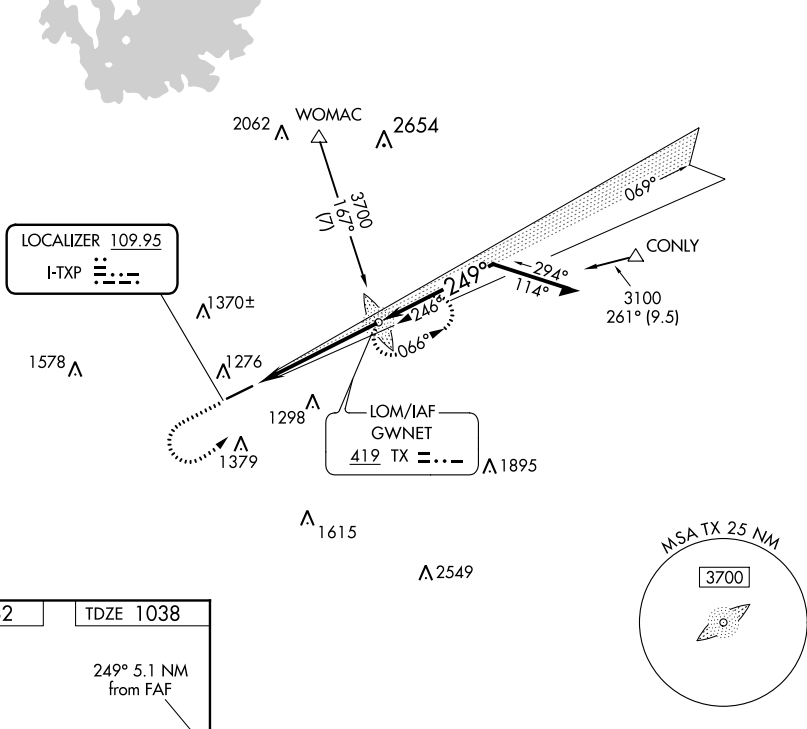 2062
WOMAC
2654
3700
167°
(7)
069°
LOCALIZER 109.95
I-TXP
CONLY
249°
294°
114°
246°
3100
261° (9.5)
1370±
066°
1578
1276
1298
LOM/IAF
GWNET
419 TX
1379
1895
1615
MSA TX 25 NM
3700
2549
2
TDZE 1038
249° 5.1 NM
from FAF